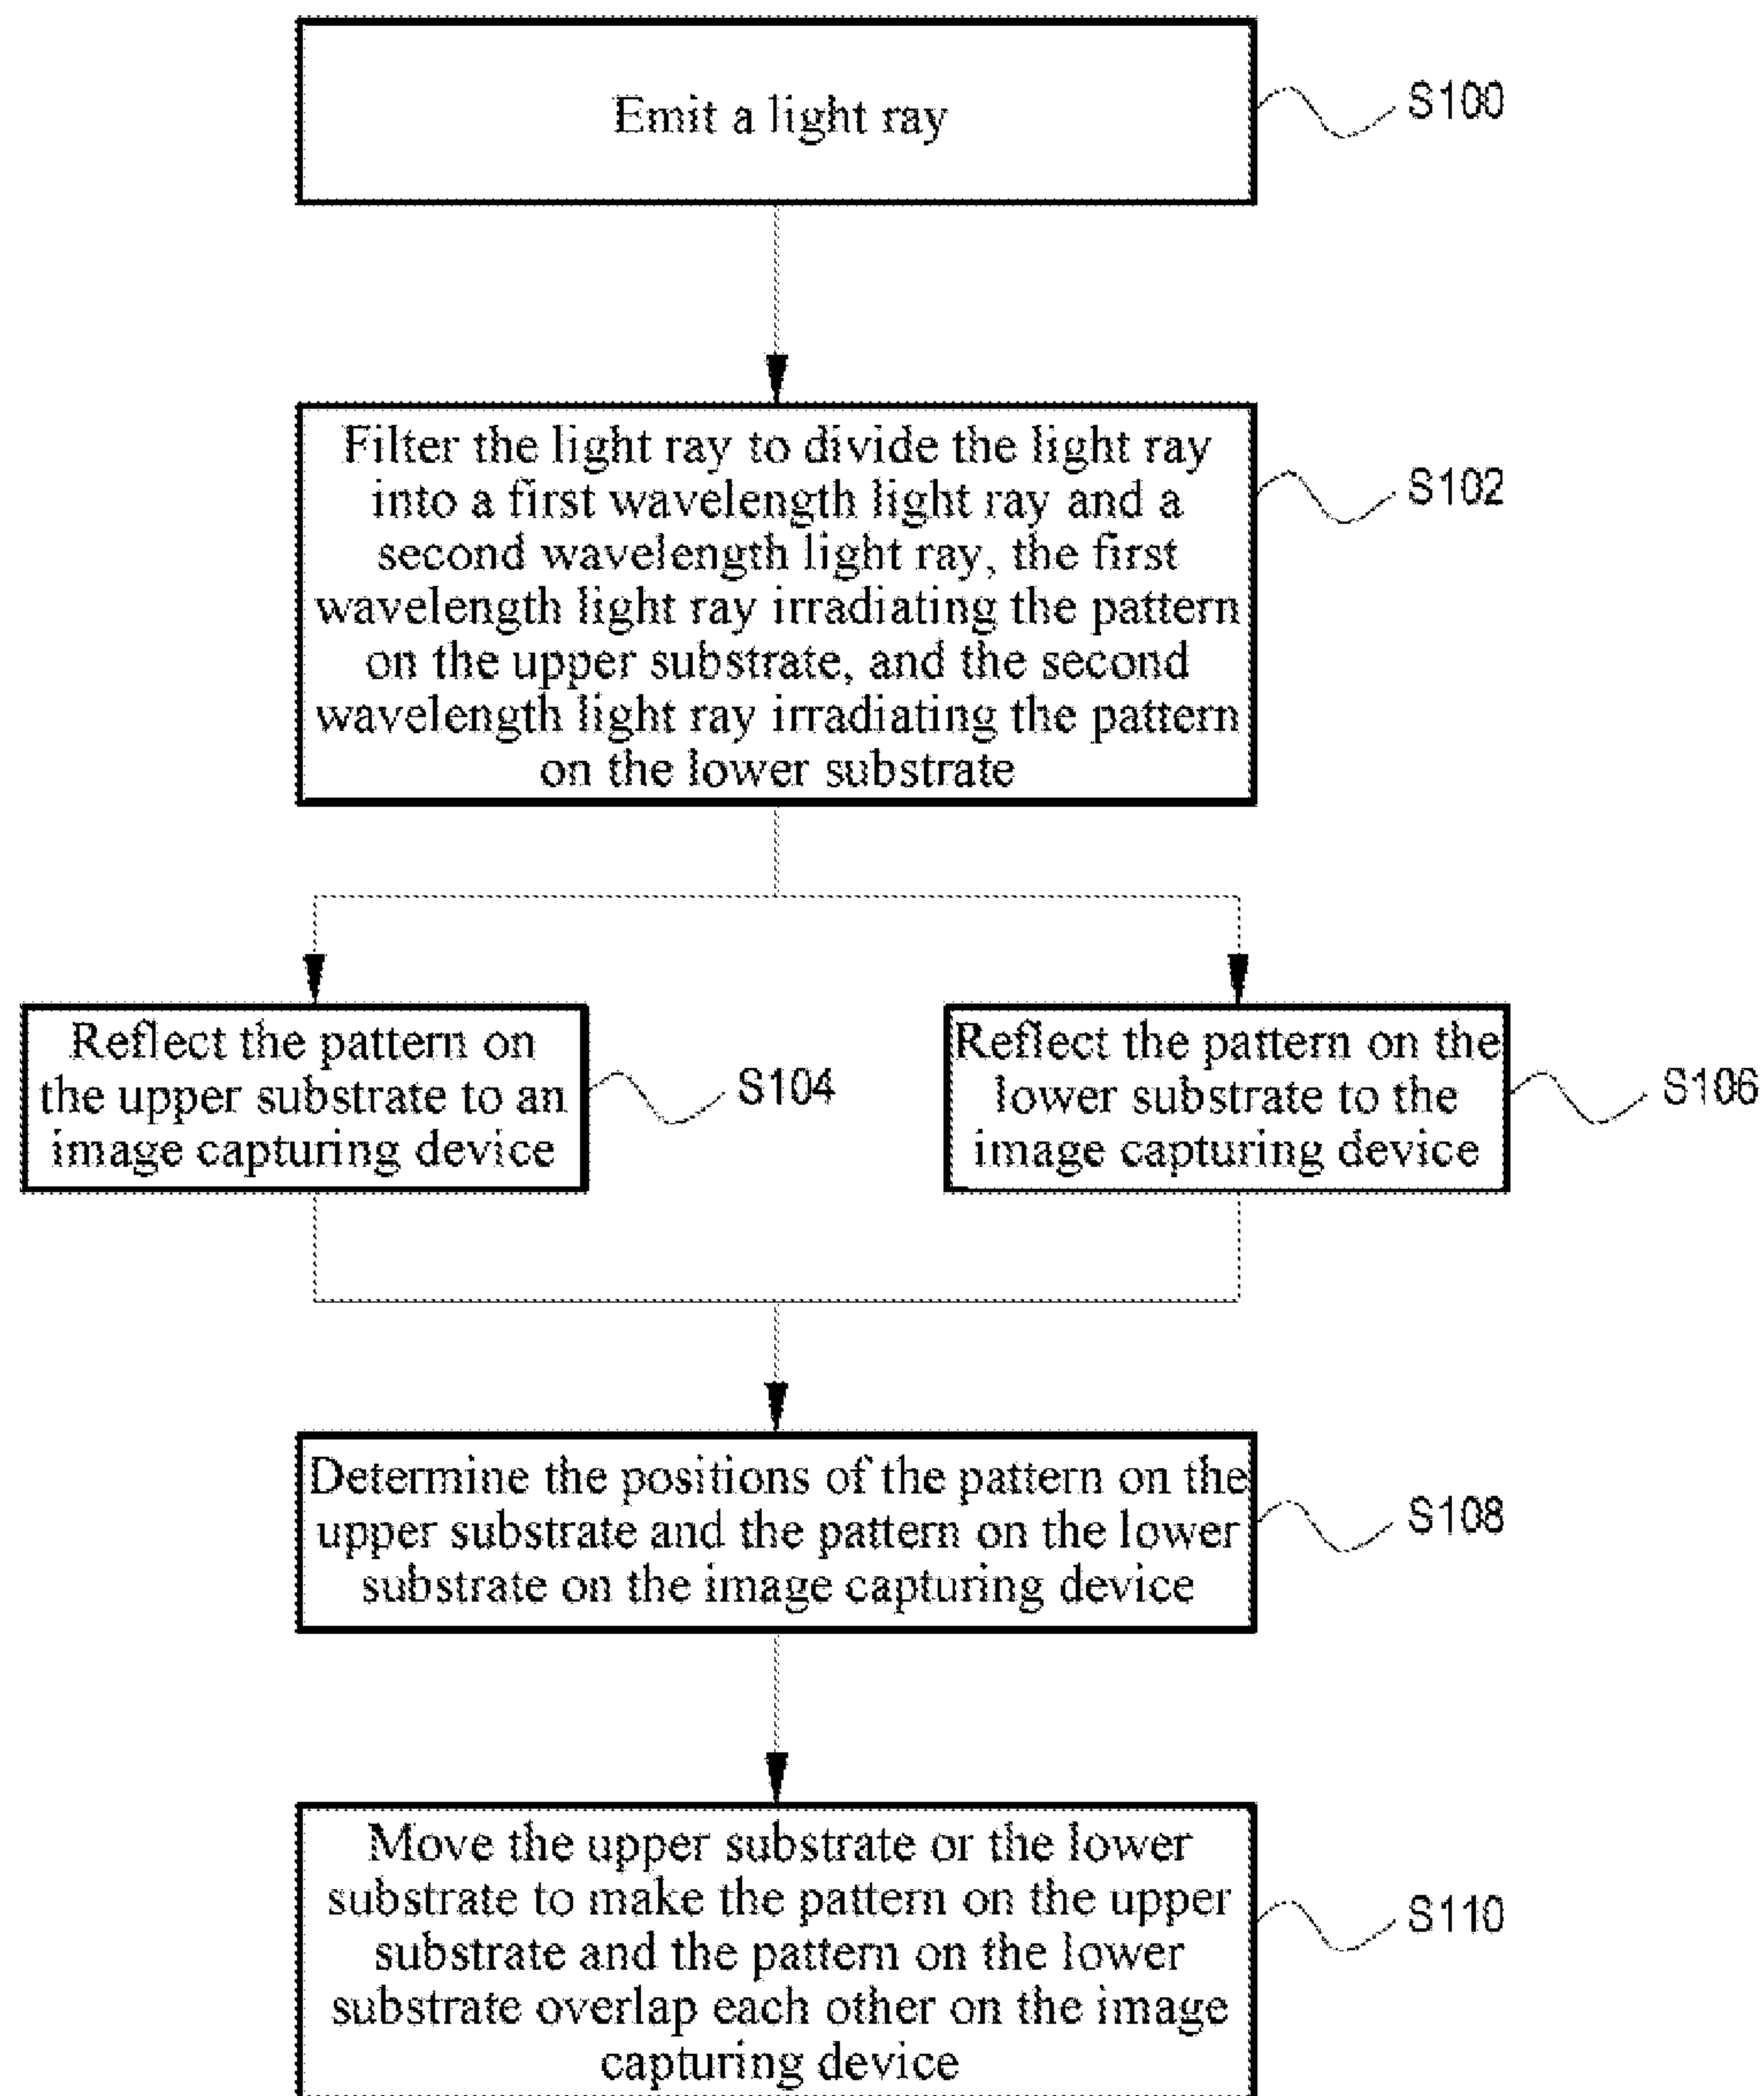 Emit a light ray
S100
Filter the light ray to divide the light ray
into a first wavelength light ray and a
second wavelength light ray, the first
wavelength light ray irradiating the pattern
on the upper substrate, and the second
wavelength light ray irradiating the pattern
on the lower substrate
S102
Reflect the pattern on
the upper substrate to an
image capturing device
S104
Reflect the pattern on the
lower substrate to the
image capturing device
S106
Determine the positions of the pattern on the
upper substrate and the pattern on the lower
substrate on the image capturing device
S108
Move the upper substrate or the lower
substrate to make the pattern on the upper
substrate and the pattern on the lower
substrate overlap each other on the image
capturing device
S110